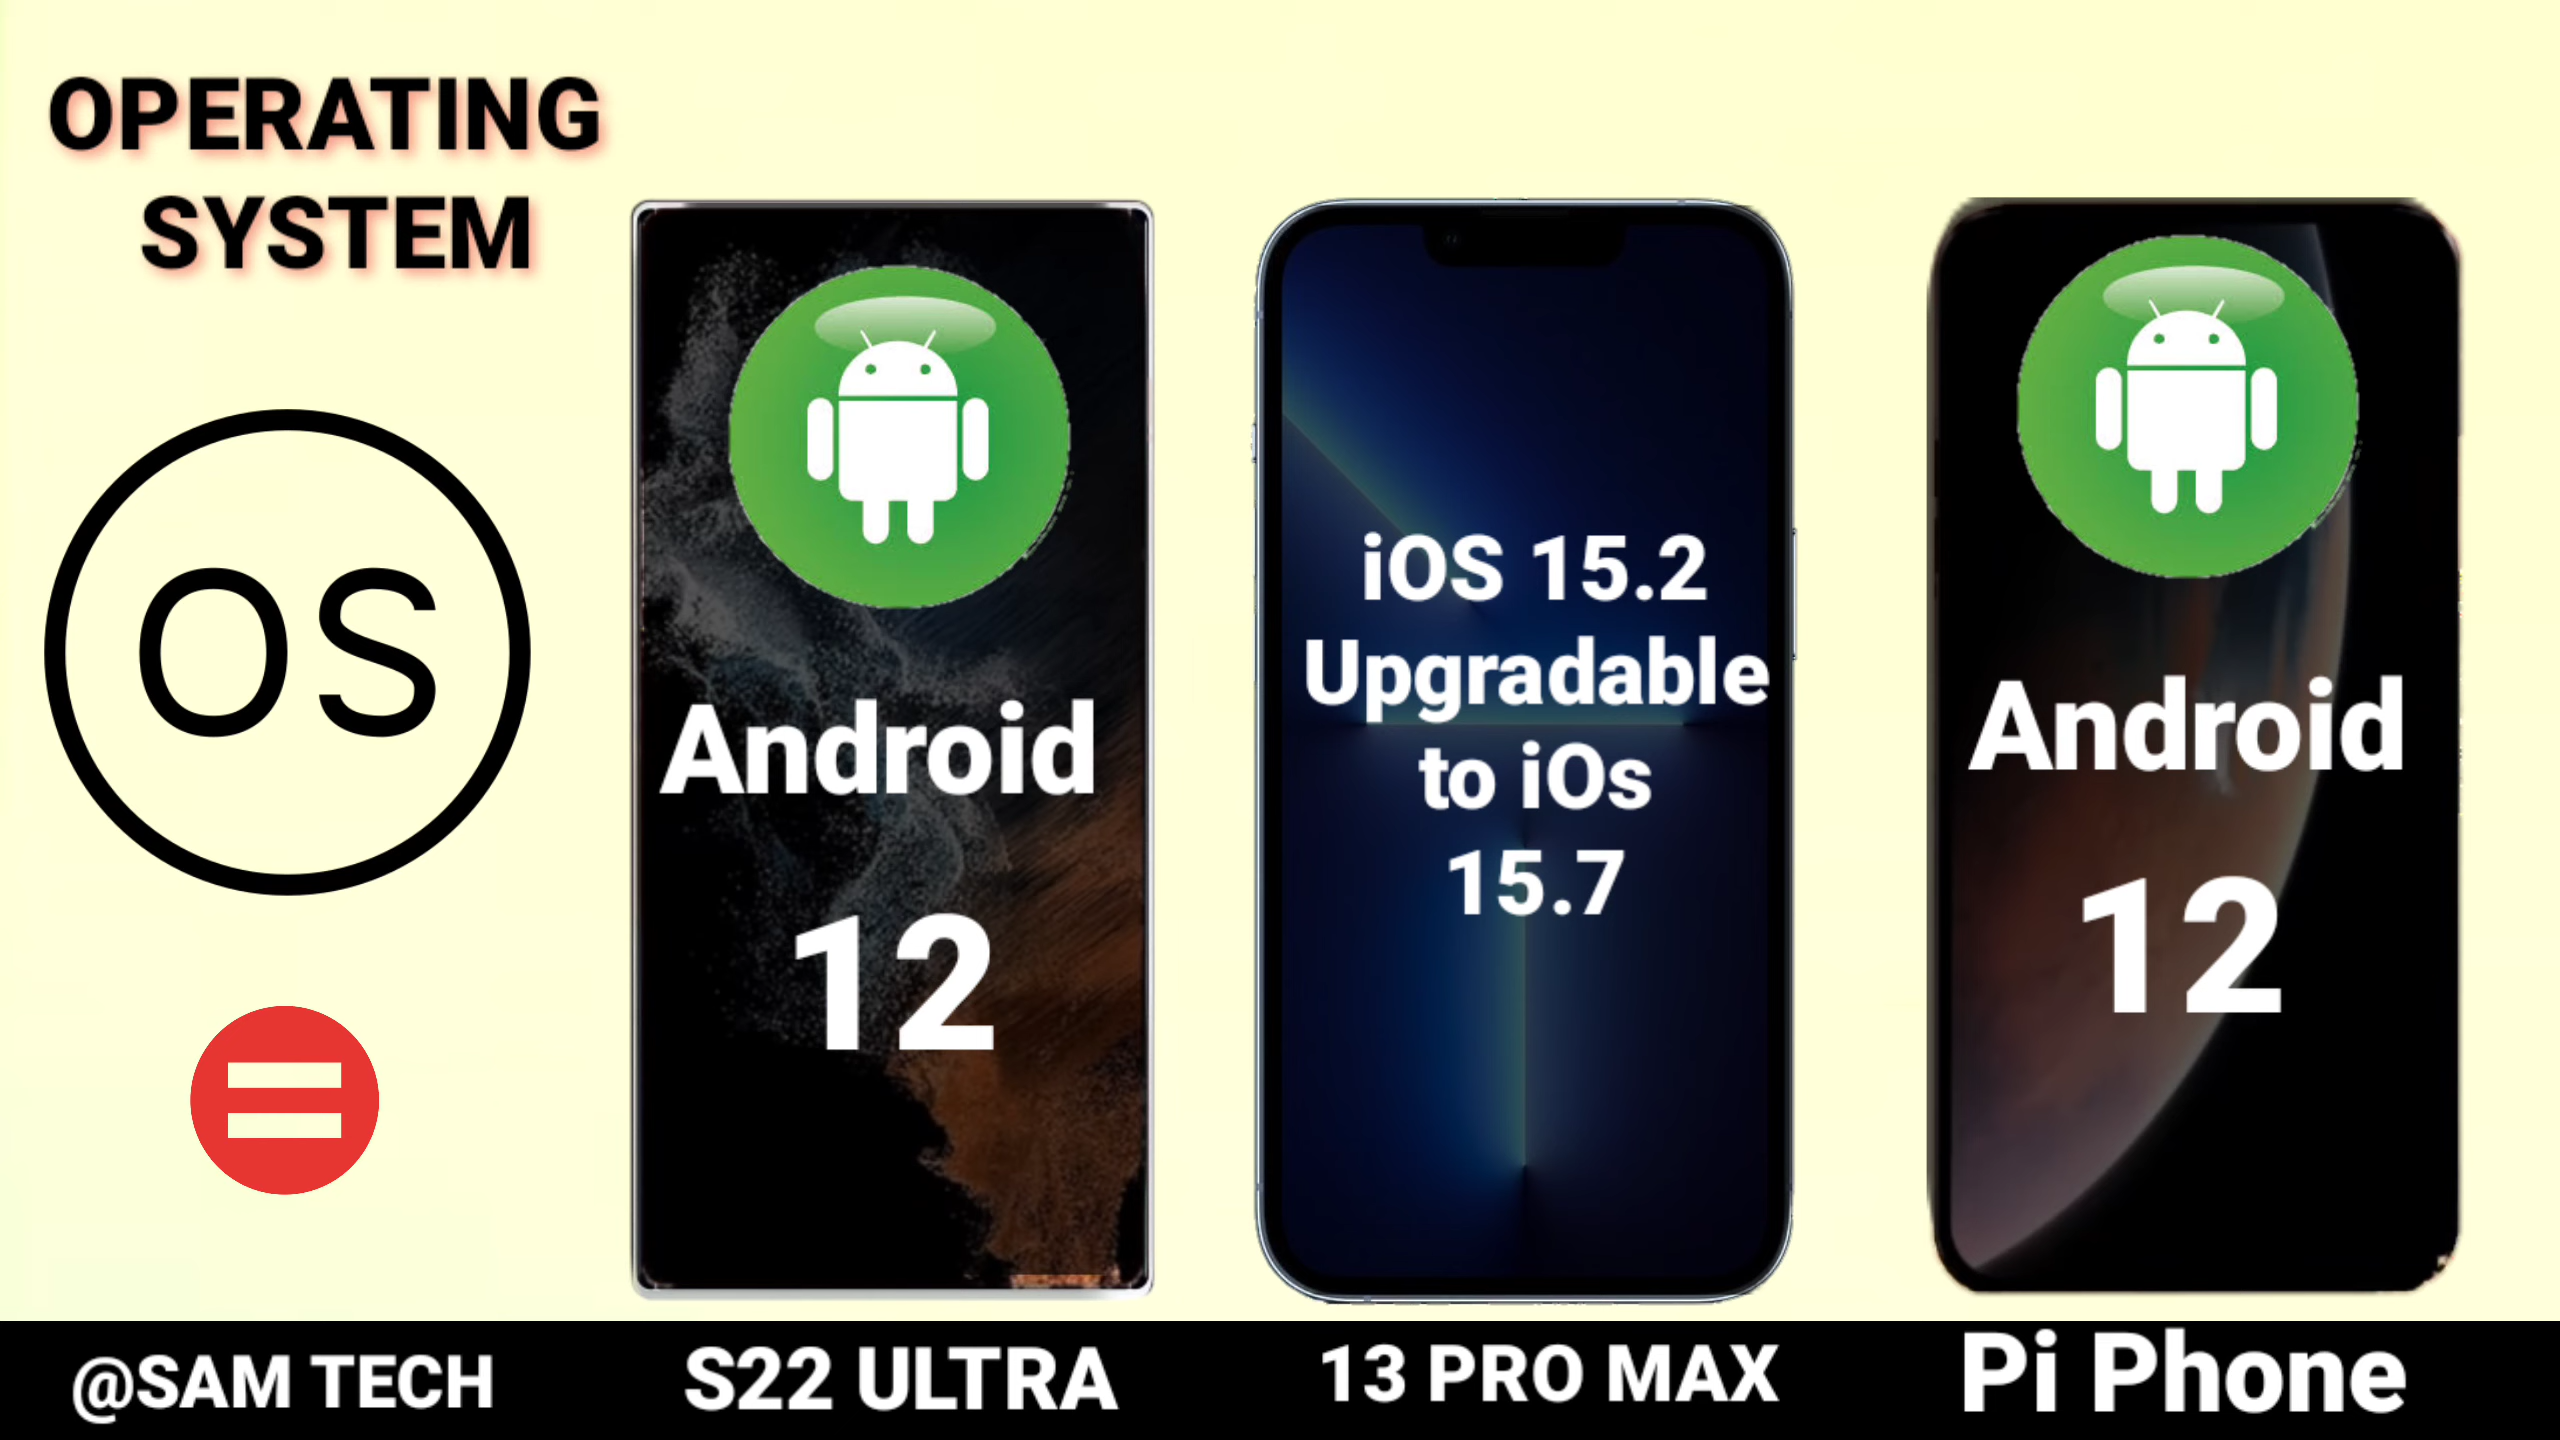 OPERATING
SYSTEM
OS
Android
12
iOS 15.2
Upgradable
to iOs
15.7
Android
12
@SAM TECH
S22 ULTRA
13 PRO MAX
Pi Phone